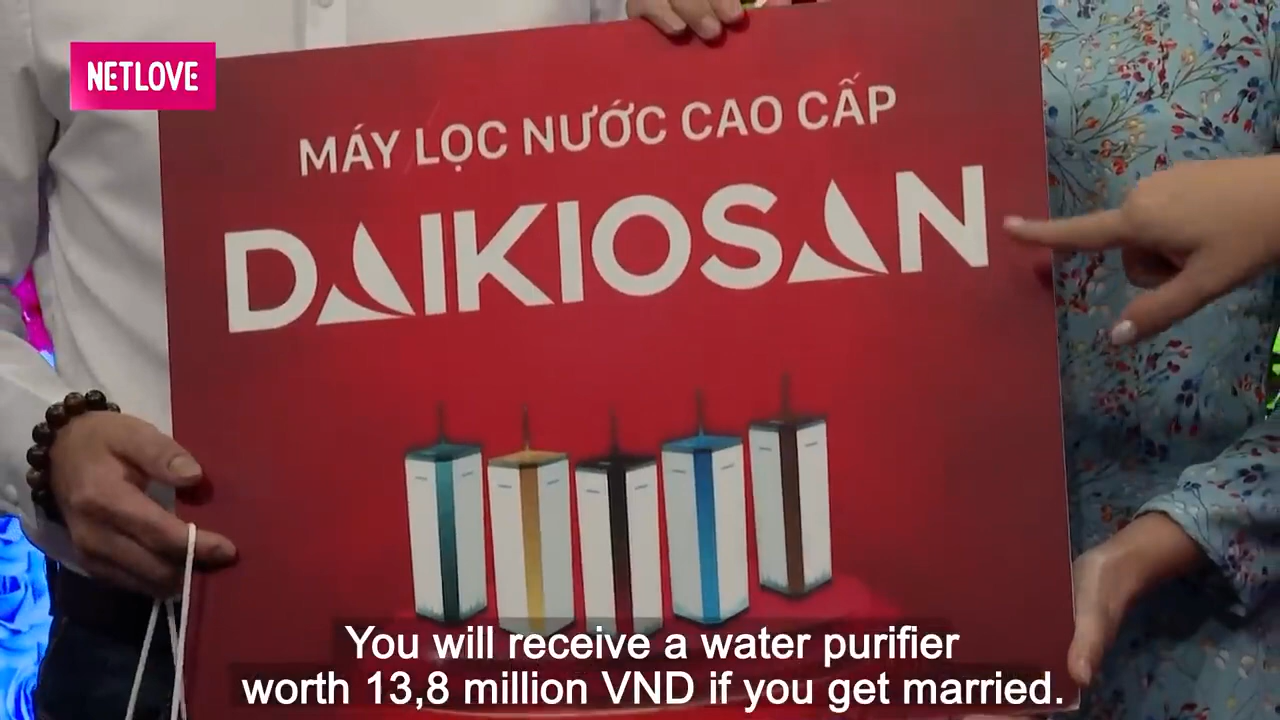 NETLOVE
MÁY LỌC NƯỚC CAO CẤP
DAIKIOSAN
You will receive a water purifier
worth 13,8 million VND if you get married.